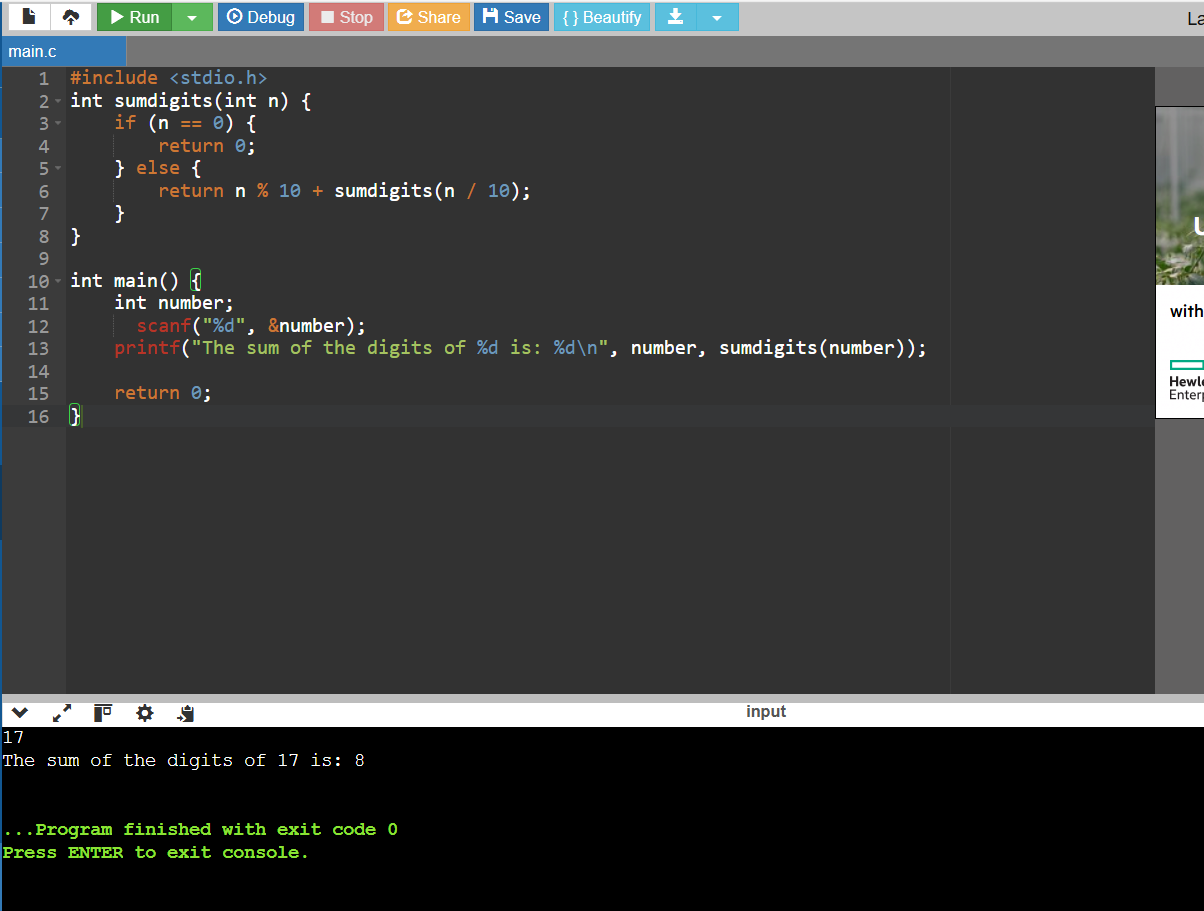 Run Debug Stop Share Save { } Beautify
main.c
1 #include <stdio.h>
2 int sumdigits(int n) {
3     if (n == 0) {
4         return 0;
5     } else {
6         return n % 10 + sumdigits(n / 10);
7     }
8 }
9
10 int main() {
11     int number;
12       scanf("%d", &number);
13     printf("The sum of the digits of %d is: %d\n", number, sumdigits(number));
14
15     return 0;
16 }
with
input
17
The sum of the digits of 17 is: 8
...Program finished with exit code 0
Press ENTER to exit console.